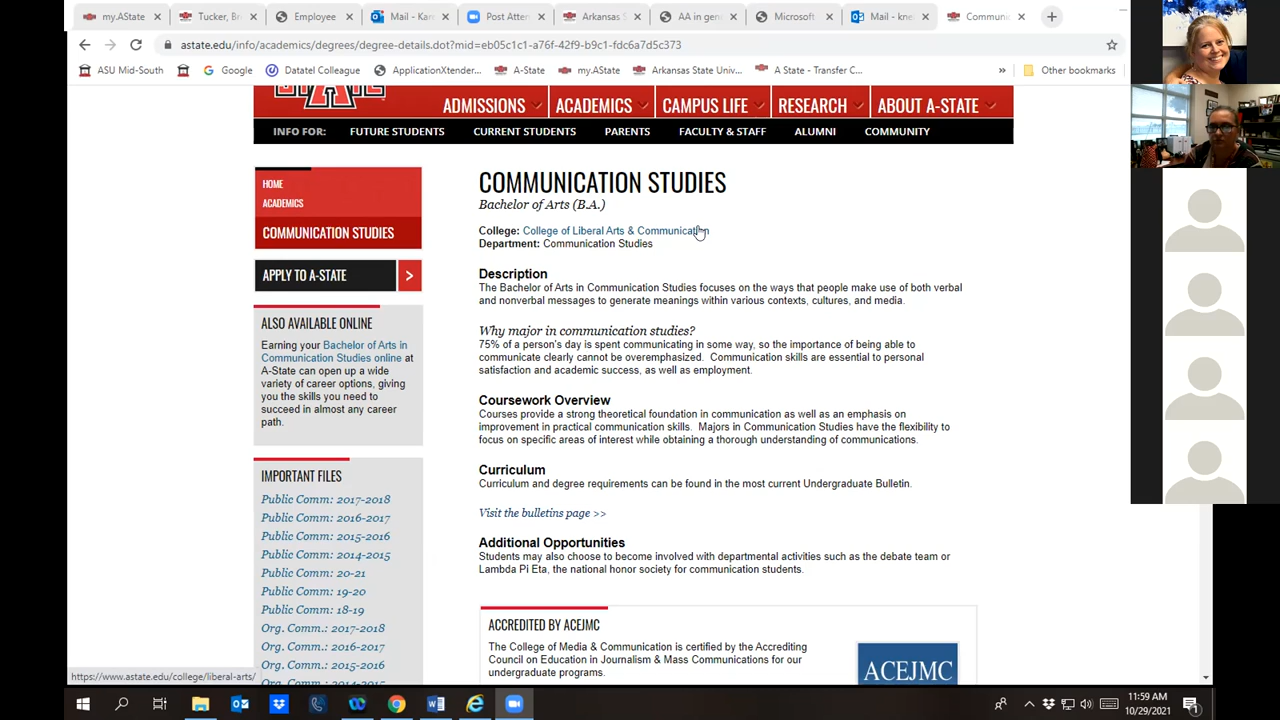 my.AState
Tucker, Br
Employee
Mail - Kar
Post Atten
Arkansas S
AA in gen
Microsoft
Mail - kne
Communi
astate.edu/info/academics/degrees/degree-details.dot?mid=eb05c1c1-a76f-42f9-b9c1-fdc6a7d5c373
ASU Mid-South
Google
Datatel Colleague
ApplicationXtender...
A-State
my.AState
Arkansas State Univ...
A State - Transfer C...
»
Other bookmarks
ADMISSIONS
ACADEMICS
CAMPUS LIFE
RESEARCH
ABOUT A-STATE
INFO FOR:
FUTURE STUDENTS
CURRENT STUDENTS
PARENTS
FACULTY & STAFF
ALUMNI
COMMUNITY
HOME
ACADEMICS
COMMUNICATION STUDIES
APPLY TO A-STATE >
ALSO AVAILABLE ONLINE
Earning your Bachelor of Arts in
Communication Studies online at
A-State can open up a wide
variety of career options, giving
you the skills you need to
succeed in almost any career
path.
IMPORTANT FILES
Public Comm: 2017-2018
Public Comm: 2016-2017
Public Comm: 2015-2016
Public Comm: 2014-2015
Public Comm: 20-21
Public Comm: 19-20
Public Comm: 18-19
Org. Comm.: 2017-2018
Org. Comm.: 2016-2017
Org. Comm.: 2015-2016
Org. Comm.: 2014-2015
COMMUNICATION STUDIES
Bachelor of Arts (B.A.)
College: College of Liberal Arts & Communication
Department: Communication Studies
Description
The Bachelor of Arts in Communication Studies focuses on the ways that people make use of both verbal
and nonverbal messages to generate meanings within various contexts, cultures, and media.
Why major in communication studies?
75% of a person's day is spent communicating in some way, so the importance of being able to
communicate clearly cannot be overemphasized. Communication skills are essential to personal
satisfaction and academic success, as well as employment.
Coursework Overview
Courses provide a strong theoretical foundation in communication as well as an emphasis on
improvement in practical communication skills. Majors in Communication Studies have the flexibility to
focus on specific areas of interest while obtaining a thorough understanding of communications.
Curriculum
Curriculum and degree requirements can be found in the most current Undergraduate Bulletin.
Visit the bulletins page >>
Additional Opportunities
Students may also choose to become involved with departmental activities such as the debate team or
Lambda Pi Eta, the national honor society for communication students.
ACCREDITED BY ACEJMC
The College of Media & Communication is certified by the Accrediting
Council on Education in Journalism & Mass Communications for our
undergraduate programs.
ACEJMC
https://www.astate.edu/college/liberal-arts/
11:59 AM
10/29/2021
1